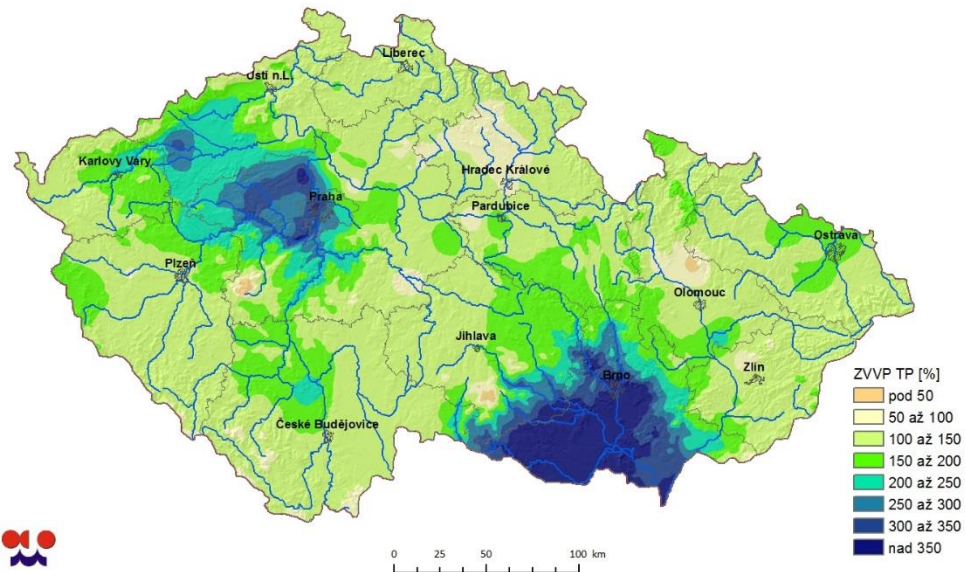 Liberec
Ústí n.L.
Karlovy Vary
Praha
Hradec Králové
Pardubice
Plzeň
Ostrava
Olomouc
Jihlava
Zlín
Brno
České Budějovice
ZVVP TP [%]
pod 50
50 až 100
100 až 150
150 až 200
200 až 250
250 až 300
300 až 350
nad 350
0 25 50 100 km